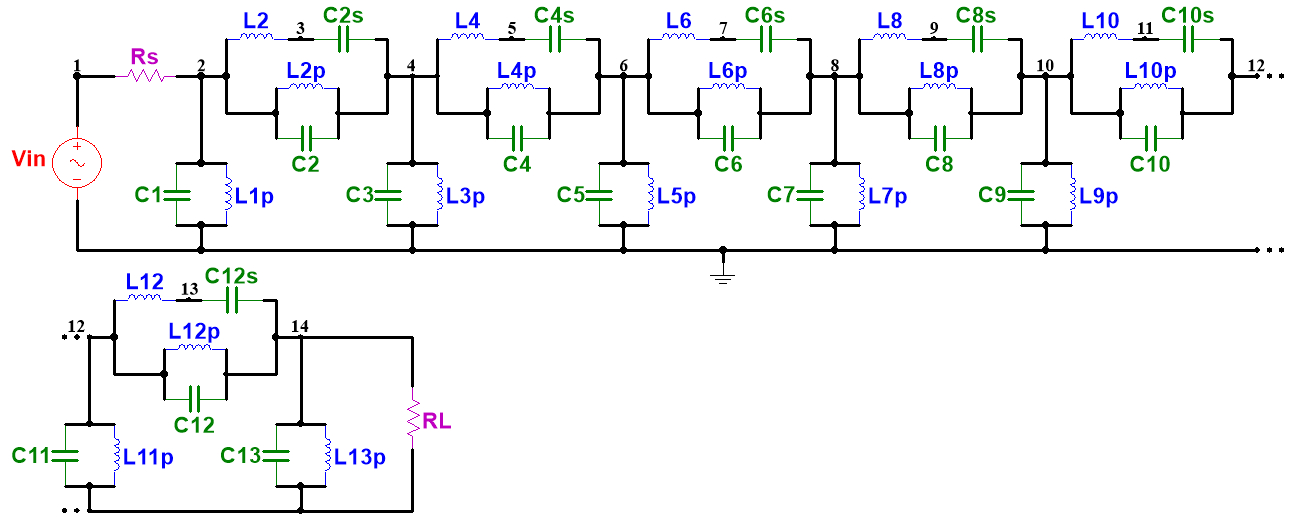 L2 3 C2s L4 5 C4s L6 7 C6s L8 9 C8s L10 11 C10s
1 Rs 2 L2p 4 L4p 6 L6p 8 L8p 10 L10p 12
C2 C4 C6 C8 C10
Vin + −
C1 L1p C3 L3p C5 L5p C7 L7p C9 L9p
L12 13 C12s
12 L12p 14
C12 RL
C11 L11p C13 L13p